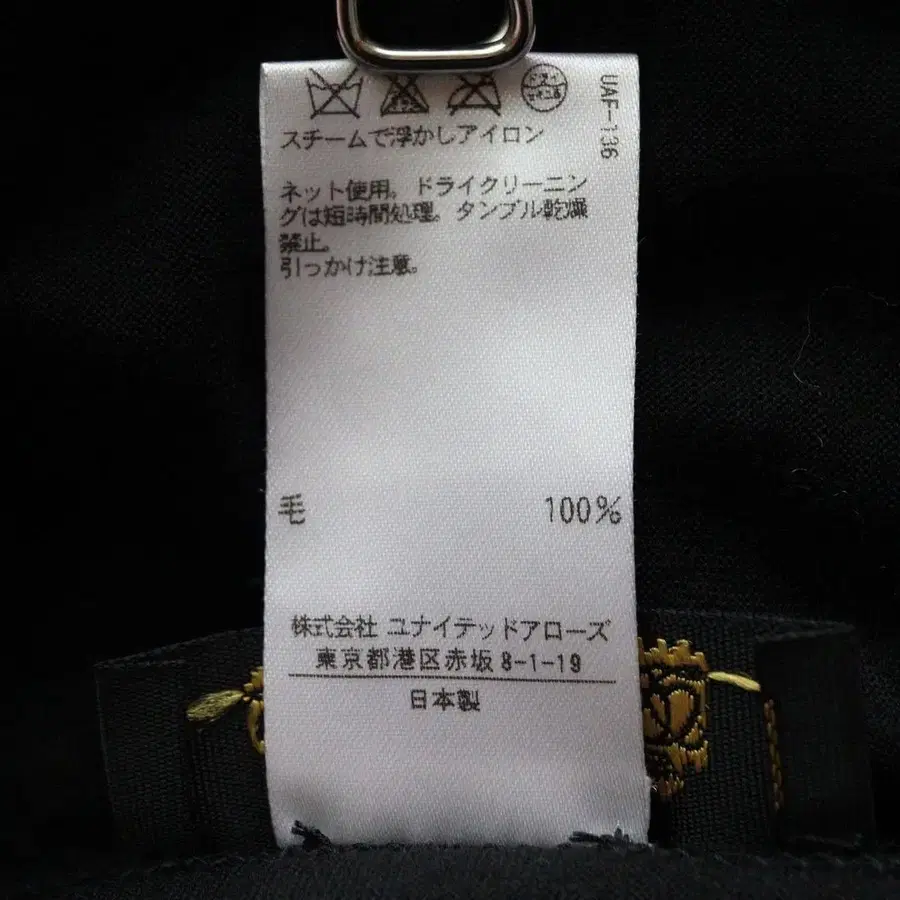 UAF-136
スチームで浮かしアイロン
ネット使用。ドライクリーニン
グは短時間処理。タンブル乾燥
禁止。
引っかけ注意。
毛 100%
株式会社 ユナイテッドアローズ
東京都港区赤坂8-1-19
日本製